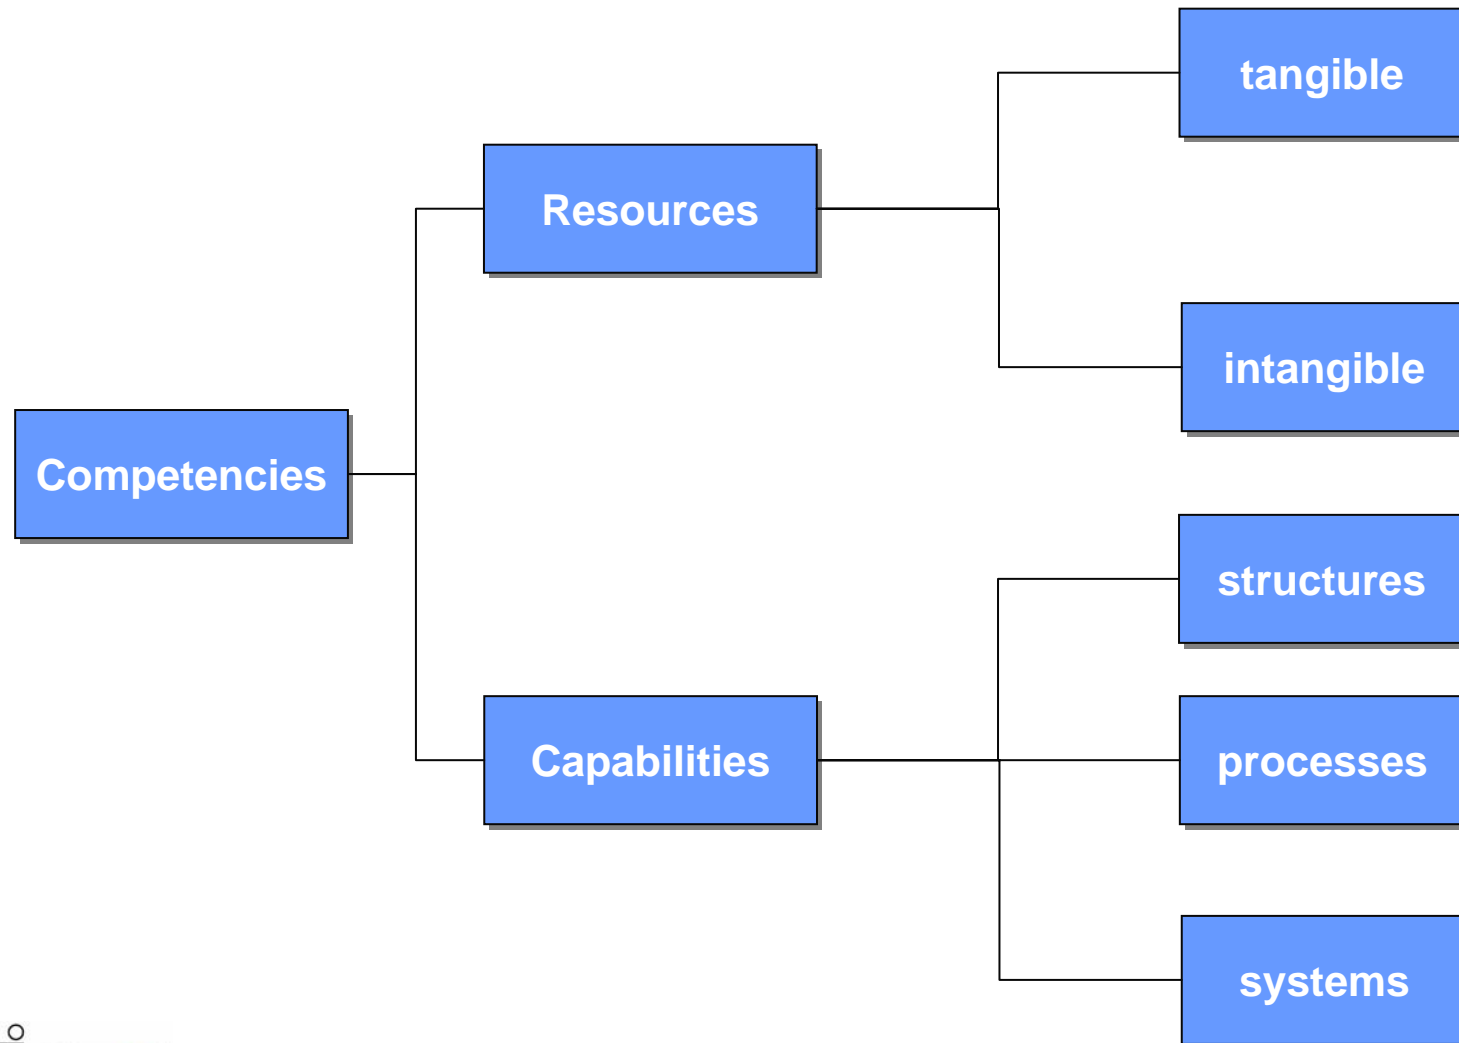 tangible
Resources
intangible
Competencies
structures
Capabilities
processes
systems